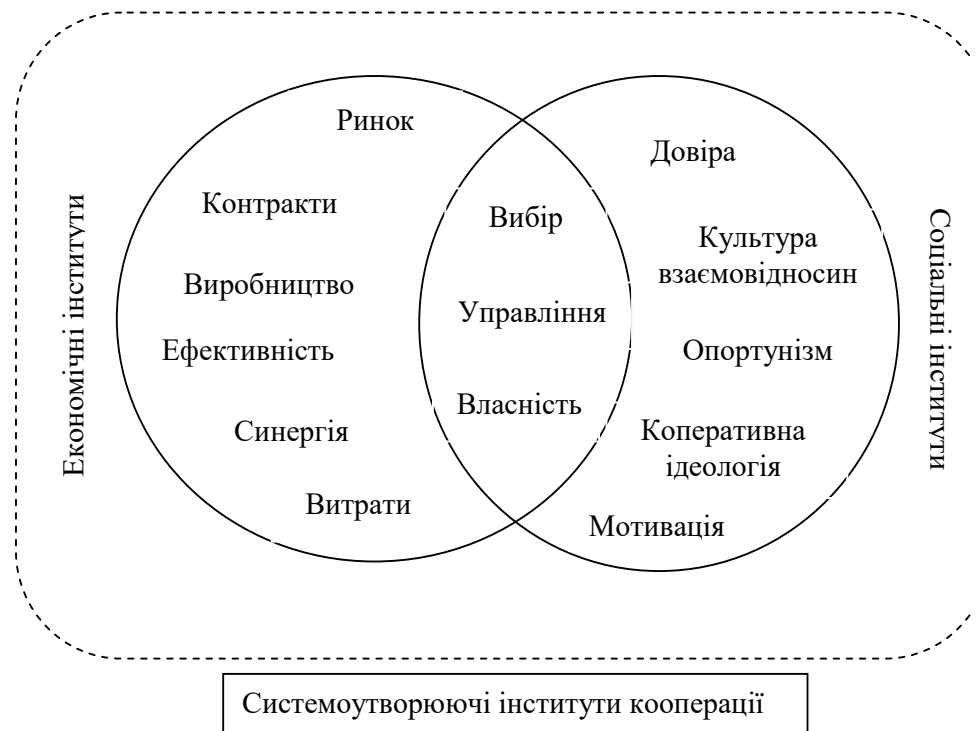 Економічні інститути
Ринок
Контракти
Виробництво
Ефективність
Синергія
Витрати
Вибір
Управління
Власність
Довіра
Культура
взаємовідносин
Опортунізм
Коперативна
ідеологія
Мотивація
Соціальні інститути
Системоутворюючі інститути кооперації